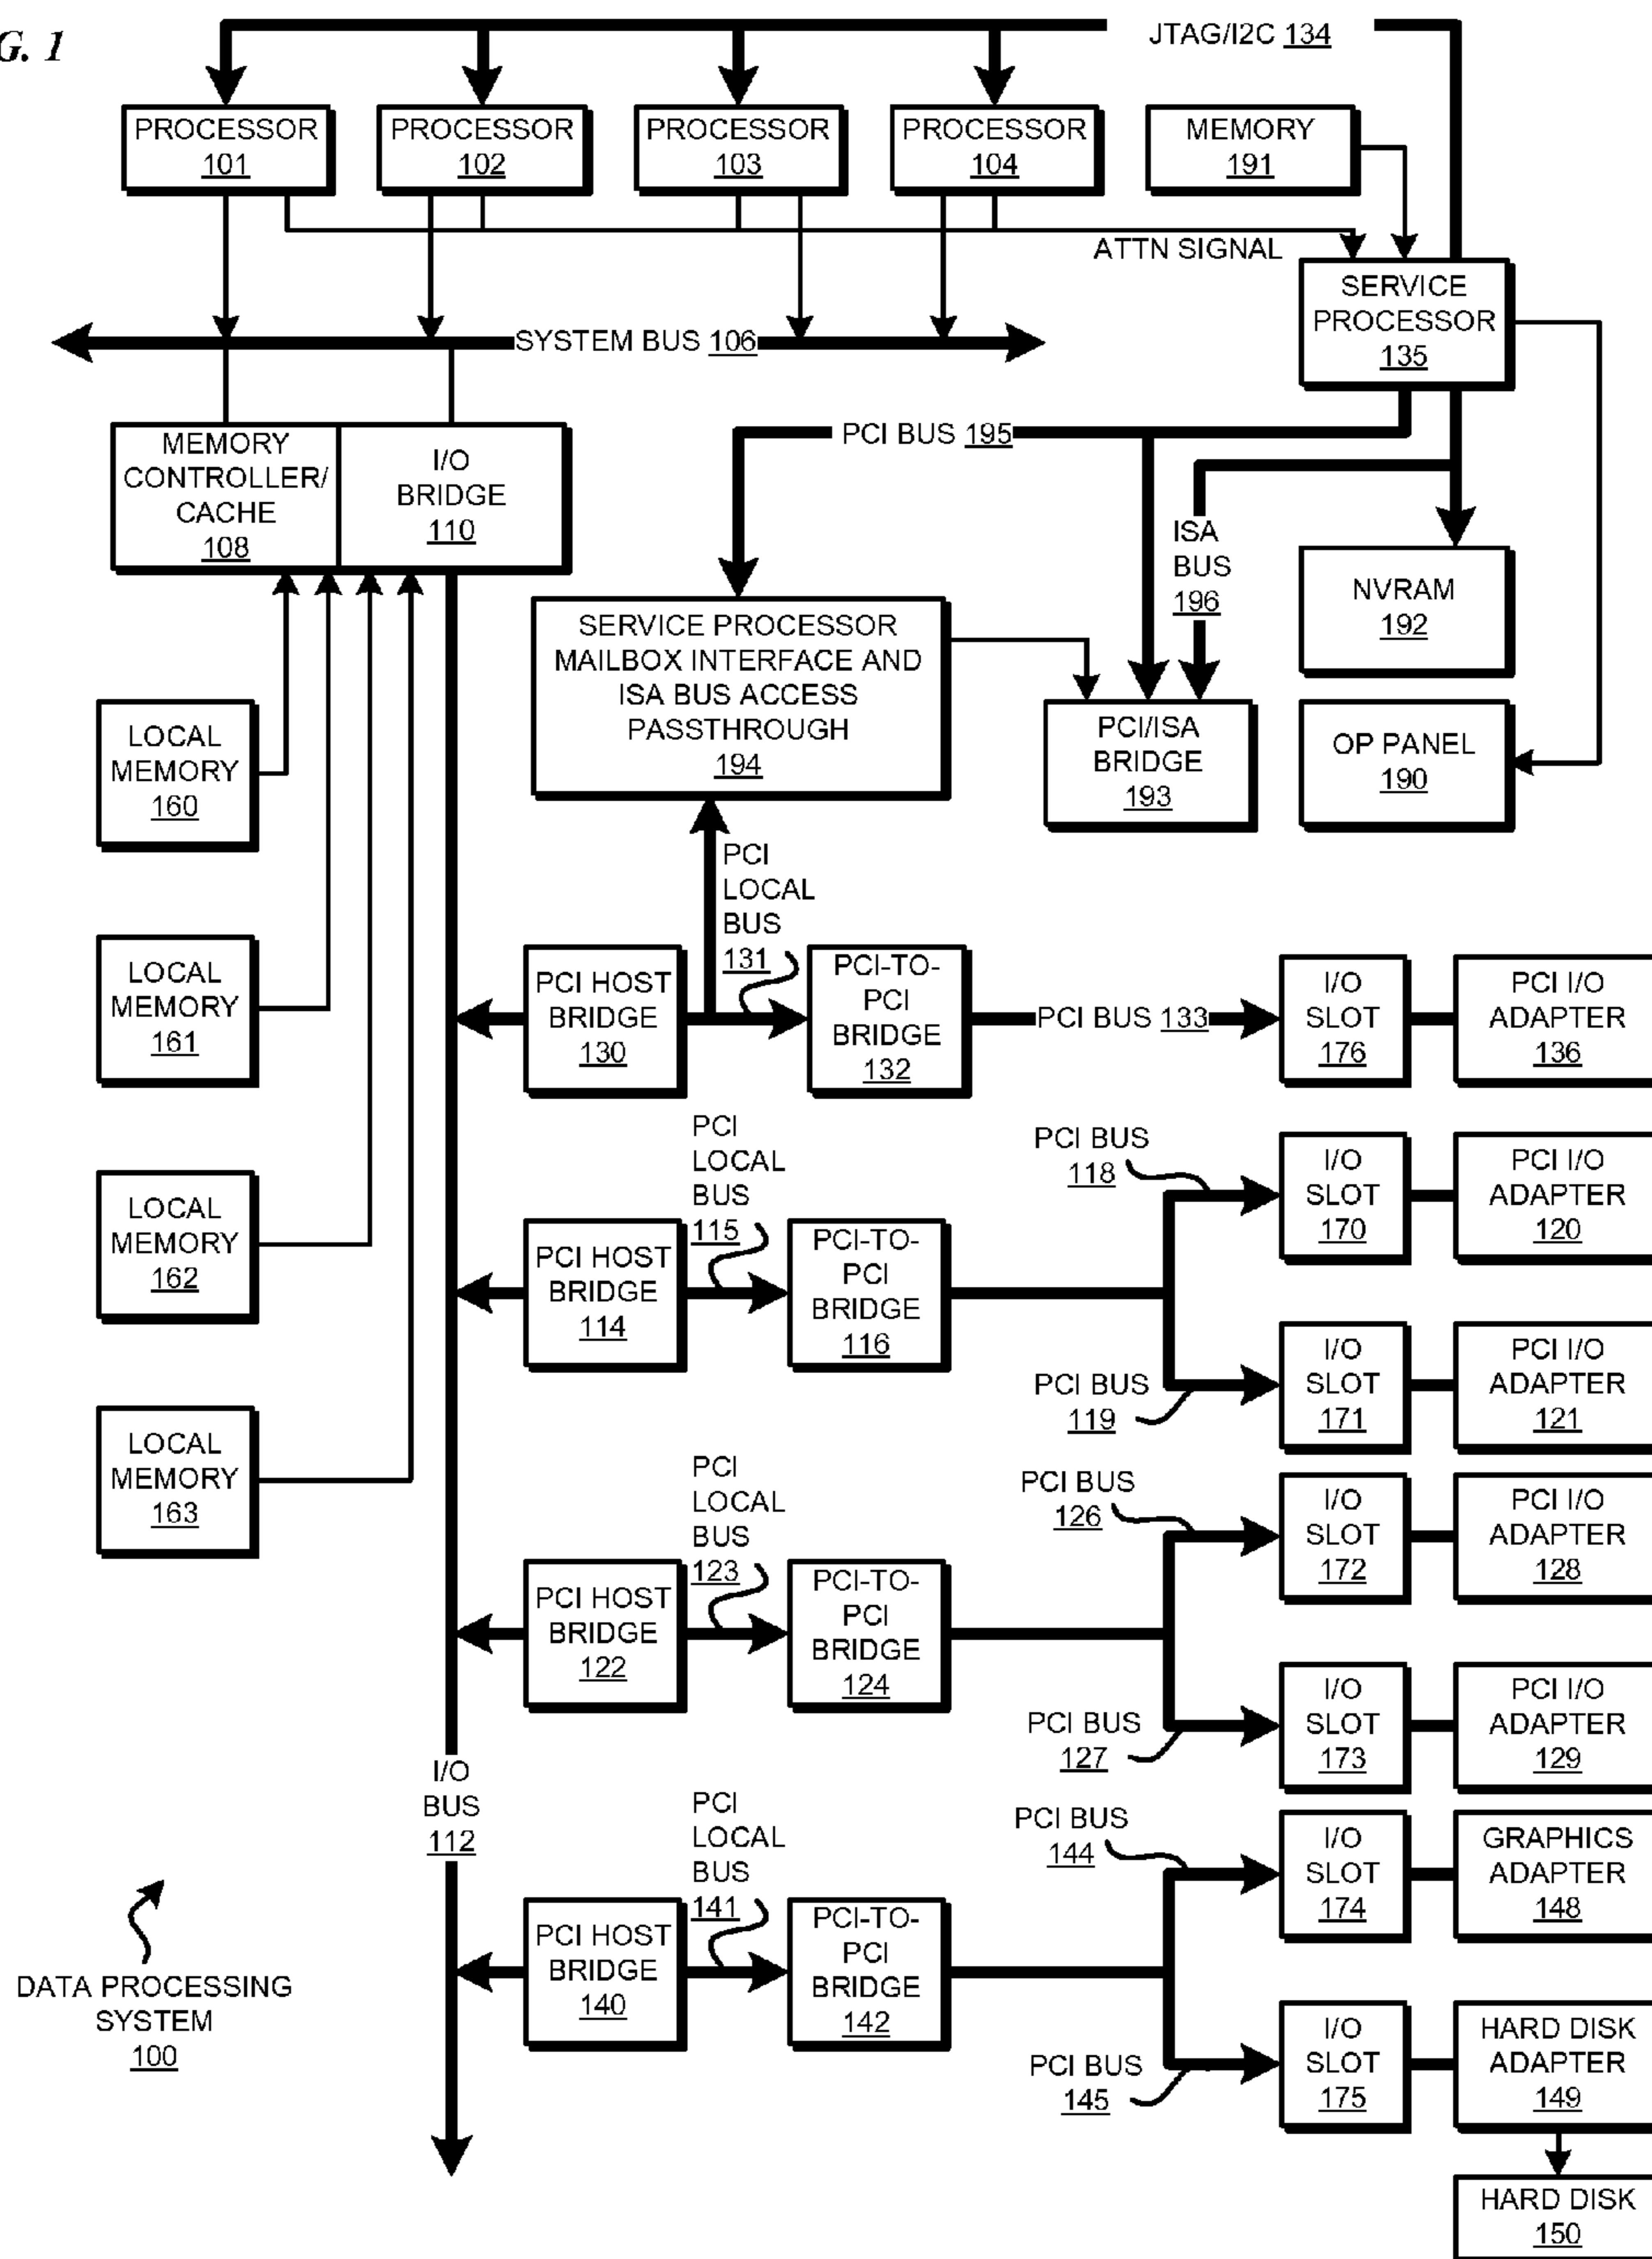 G. 1
JTAG/I2C 134
PROCESSOR
101
PROCESSOR
102
PROCESSOR
103
PROCESSOR
104
MEMORY
191
ATTN SIGNAL
SERVICE
PROCESSOR
135
SYSTEM BUS 106
MEMORY
CONTROLLER/
CACHE
108
I/O
BRIDGE
110
PCI BUS 195
ISA
BUS
196
NVRAM
192
SERVICE PROCESSOR
MAILBOX INTERFACE AND
ISA BUS ACCESS
PASSTHROUGH
194
PCI/ISA
BRIDGE
193
OP PANEL
190
LOCAL
MEMORY
160
LOCAL
MEMORY
161
LOCAL
MEMORY
162
LOCAL
MEMORY
163
PCI
LOCAL
BUS
131
PCI HOST
BRIDGE
130
PCI-TO-
PCI
BRIDGE
132
PCI BUS 133
I/O
SLOT
176
PCI I/O
ADAPTER
136
PCI
LOCAL
BUS
115
PCI HOST
BRIDGE
114
PCI-TO-
PCI
BRIDGE
116
PCI BUS
118
I/O
SLOT
170
PCI I/O
ADAPTER
120
PCI BUS
119
I/O
SLOT
171
PCI I/O
ADAPTER
121
PCI
LOCAL
BUS
123
PCI HOST
BRIDGE
122
PCI-TO-
PCI
BRIDGE
124
PCI BUS
126
I/O
SLOT
172
PCI I/O
ADAPTER
128
PCI BUS
127
I/O
SLOT
173
PCI I/O
ADAPTER
129
I/O
BUS
112
PCI
LOCAL
BUS
141
PCI HOST
BRIDGE
140
PCI-TO-
PCI
BRIDGE
142
PCI BUS
144
I/O
SLOT
174
GRAPHICS
ADAPTER
148
PCI BUS
145
I/O
SLOT
175
HARD DISK
ADAPTER
149
HARD DISK
150
DATA PROCESSING
SYSTEM
100